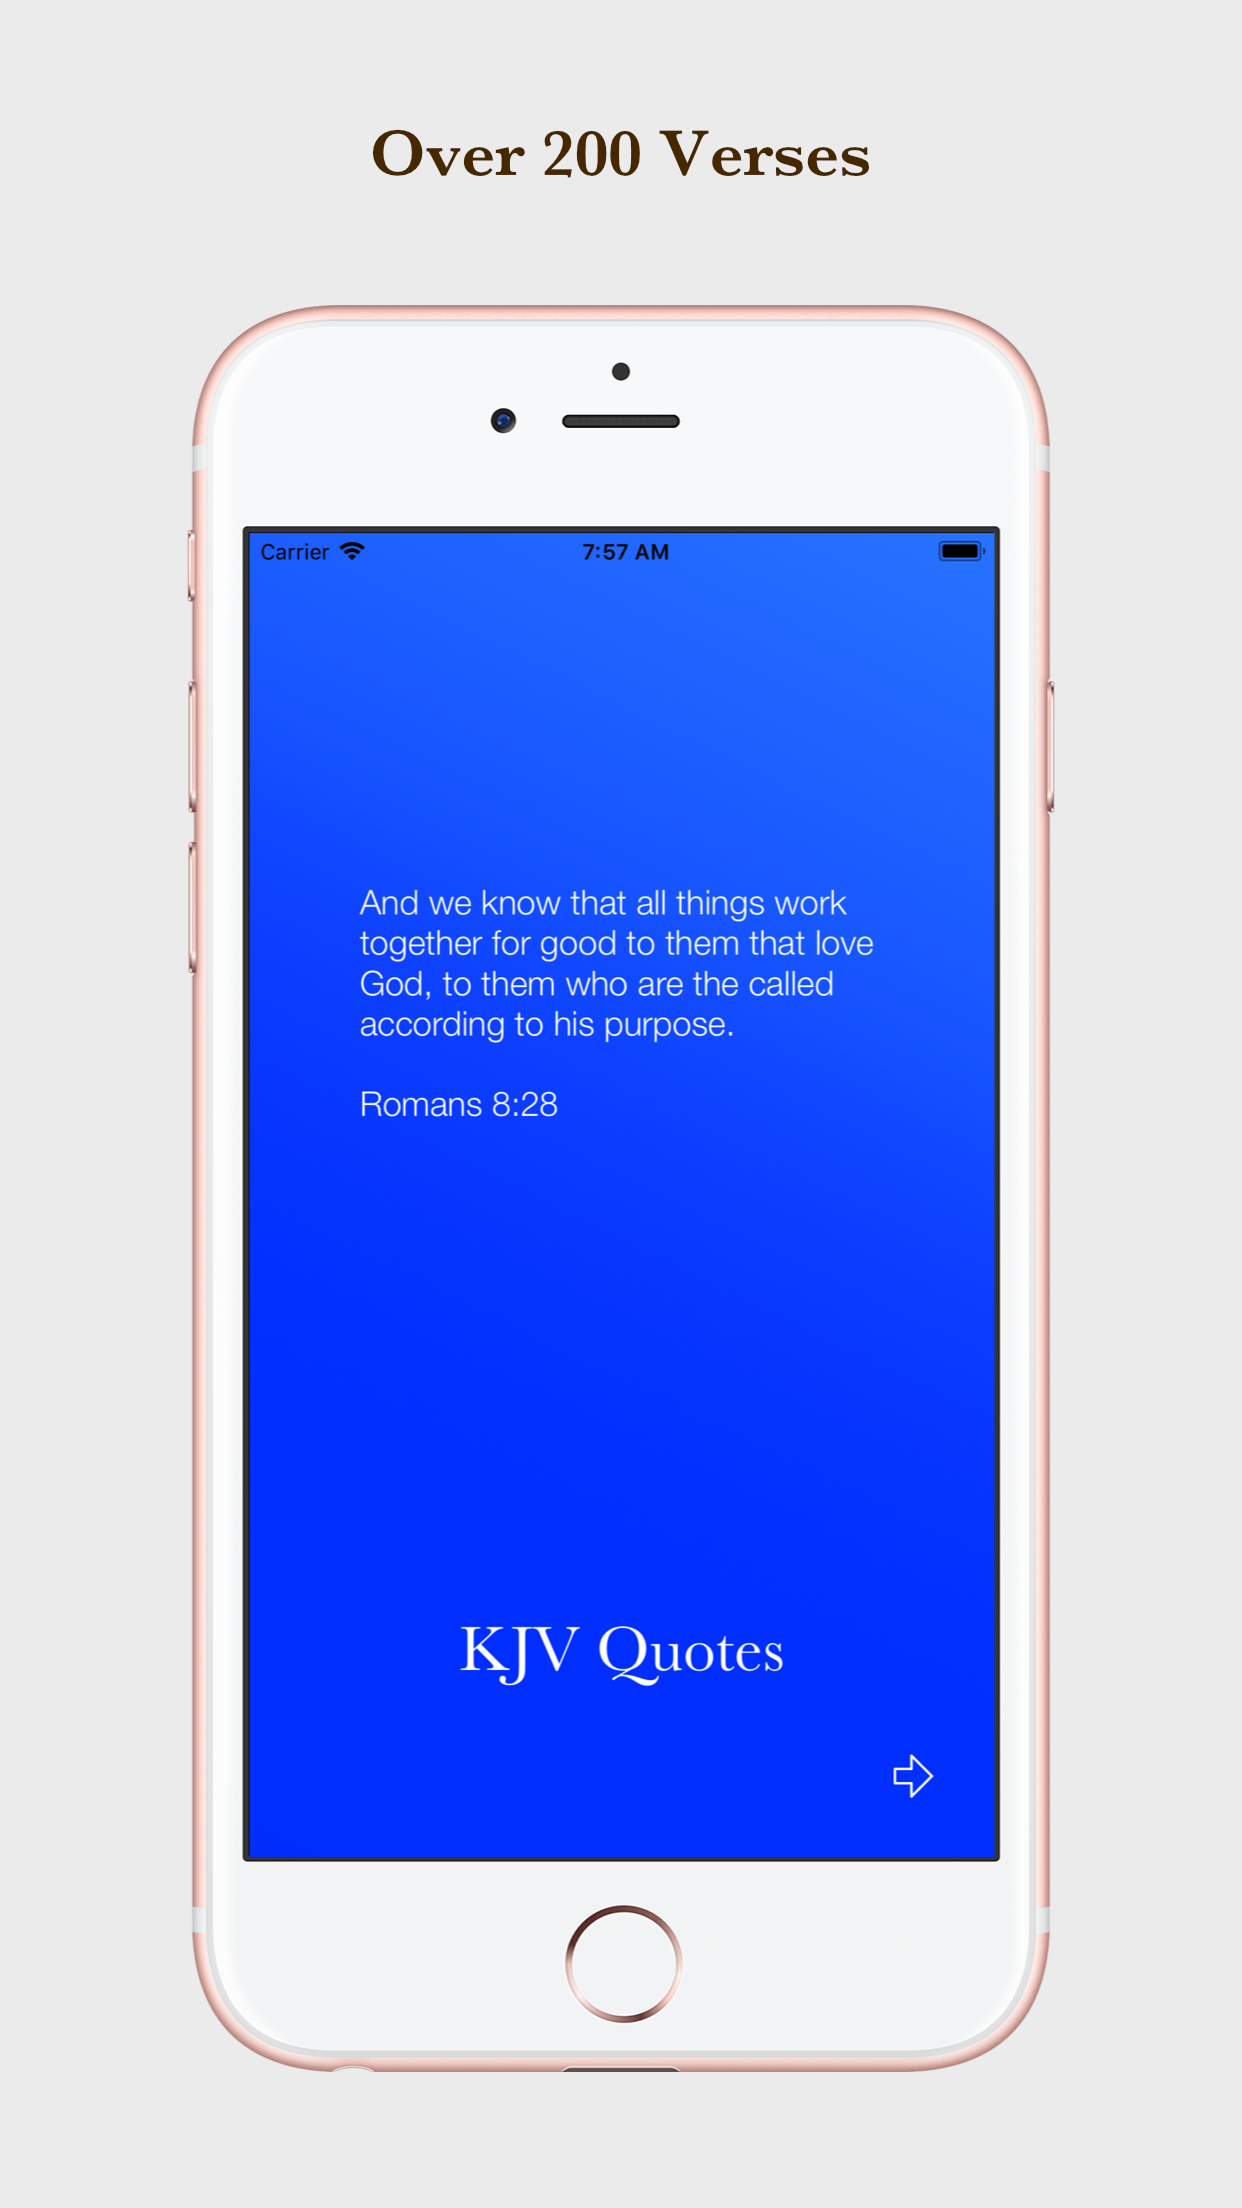 Over 200 Verses
Carrier
7:57 AM
And we know that all things work
together for good to them that love
God, to them who are the called
according to his purpose.
Romans 8:28
KJV Quotes